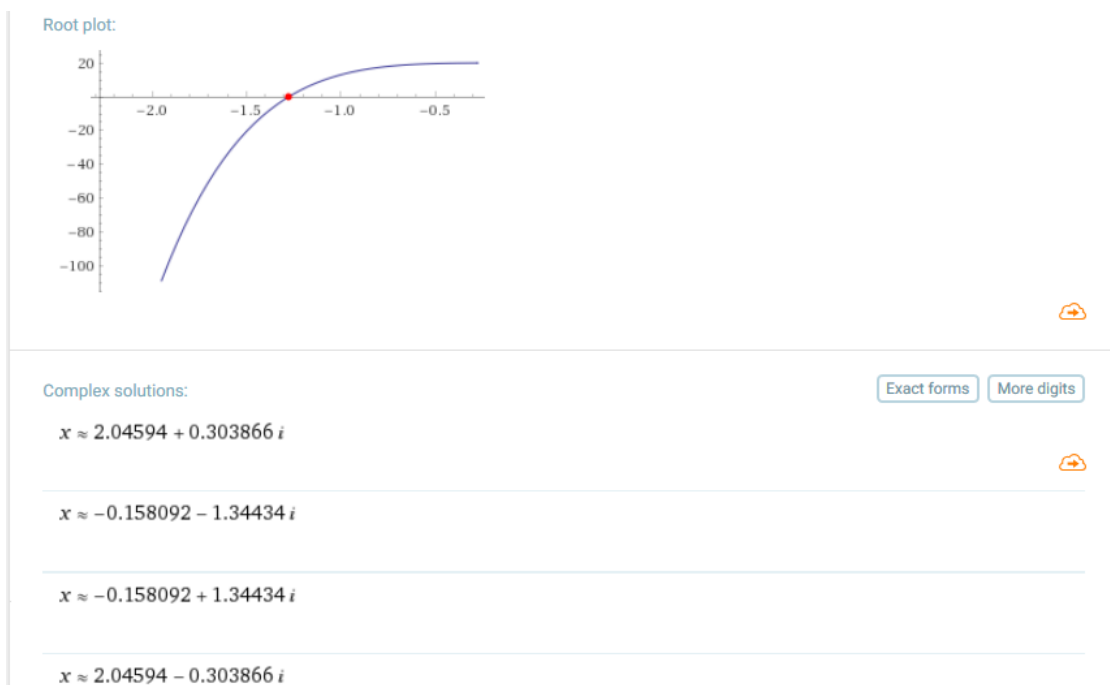 Root plot:
20
−2.0 −1.5 −1.0 −0.5
−20
−40
−60
−80
−100
Complex solutions:
Exact forms More digits
x ≈ 2.04594 + 0.303866 i
x ≈ −0.158092 − 1.34434 i
x ≈ −0.158092 + 1.34434 i
x ≈ 2.04594 − 0.303866 i